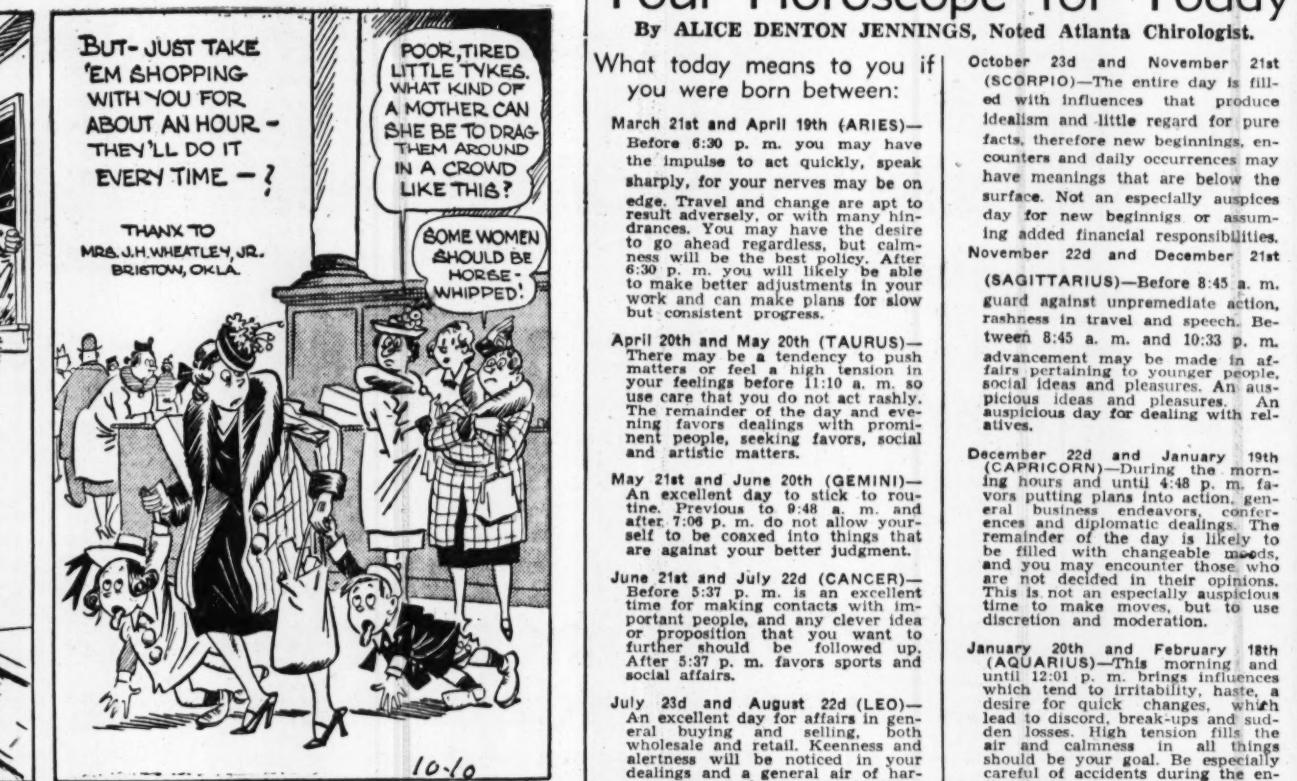 BUT- JUST TAKE
'EM SHOPPING
WITH YOU FOR
ABOUT AN HOUR -
THEY'LL DO IT
EVERY TIME - ?
THANX TO
MRS. J.H. WHEATLEY, JR.
BRISTOW, OKLA.
POOR, TIRED
LITTLE TYKES.
WHAT KIND OF
A MOTHER CAN
SHE BE TO DRAG
THEM AROUND
IN A CROWD
LIKE THIS?
SOME WOMEN
SHOULD BE
HORSE-
WHIPPED!
10-10
Your Horoscope for Today
By ALICE DENTON JENNINGS, Noted Atlanta Chirologist.
What today means to you if
you were born between:
March 21st and April 19th (ARIES)—
Before 6:30 p. m. you may have
the impulse to act quickly, speak
sharply, for your nerves may be on
edge. Travel and change are apt to
result adversely, or with many hin-
drances. You may have the desire
to go ahead regardless, but calm-
ness will be the best policy. After
6:30 p. m. you will likely be able
to make better adjustments in your
work and can make plans for slow
but consistent progress.
April 20th and May 20th (TAURUS)—
There may be a tendency to push
matters or feel a high tension in
your feelings before 11:10 a. m. so
use care that you do not act rashly.
The remainder of the day and eve-
ning favors dealings with promi-
nent people, seeking favors, social
and artistic matters.
May 21st and June 20th (GEMINI)—
An excellent day to stick to rou-
tine. Previous to 9:48 a. m. and
after 7:06 p. m. do not allow your-
self to be coaxed into things that
are against your better judgment.
June 21st and July 22d (CANCER)—
Before 5:37 p. m. is an excellent
time for making contacts with im-
portant people, and any clever idea
or proposition that you want to
further should be followed up.
After 5:37 p. m. favors sports and
social affairs.
July 23d and August 22d (LEO)—
An excellent day for affairs in gen-
eral buying and selling, both
wholesale and retail. Keenness and
alertness will be noticed in your
dealings and a general air of har-
October 23d and November 21st
(SCORPIO)—The entire day is fill-
ed with influences that produce
idealism and little regard for pure
facts, therefore new beginnings, en-
counters and daily occurrences may
have meanings that are below the
surface. Not an especially auspices
day for new beginnigs or assum-
ing added financial responsibilities.
November 22d and December 21st
(SAGITTARIUS)—Before 8:45 a. m.
guard against unpremediate action,
rashness in travel and speech. Be-
tween 8:45 a. m. and 10:33 p. m.
advancement may be made in af-
fairs pertaining to younger people,
social ideas and pleasures. An aus-
picious ideas and pleasures. An
auspicious day for dealing with rel-
atives.
December 22d and January 19th
(CAPRICORN)—During the morn-
ing hours and until 4:48 p. m. fa-
vors putting plans into action, gen-
eral business endeavors, confer-
ences and diplomatic dealings. The
remainder of the day is likely to
be filled with changeable moods,
and you may encounter those who
are not decided in their opinions.
This is not an especially auspicious
time to make moves, but to use
discretion and moderation.
January 20th and February 18th
(AQUARIUS)—This morning and
until 12:01 p. m. brings influences
which tend to irritability, haste, a
desire for quick changes, which
lead to discord, break-ups and sud-
den losses. High tension fills the
air and calmness in all things
should be your goal. Be especially
careful of accidents during the en-